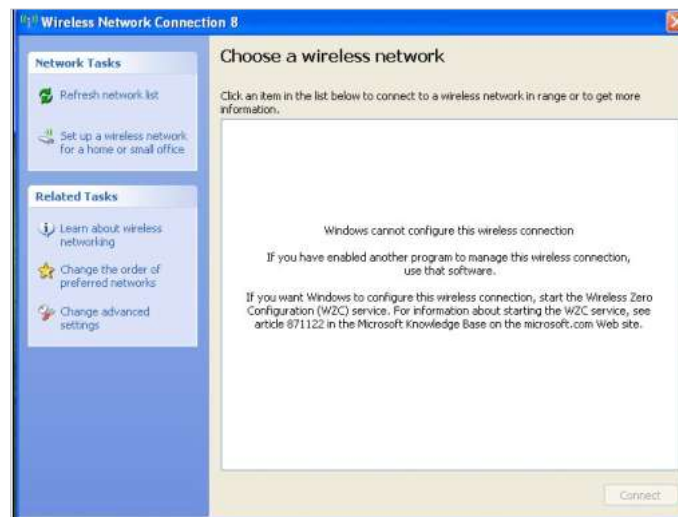 Wireless Network Connection 8
Network Tasks
Refresh network list
Set up a wireless network
for a home or small office
Related Tasks
Learn about wireless
networking
Change the order of
preferred networks
Change advanced
settings
Choose a wireless network
Click an item in the list below to connect to a wireless network in range or to get more
information.
Windows cannot configure this wireless connection
If you have enabled another program to manage this wireless connection,
use that software.
If you want Windows to configure this wireless connection, start the Wireless Zero
Configuration (WZC) service. For information about starting the WZC service, see
article 871122 in the Microsoft Knowledge Base on the microsoft.com Web site.
Connect